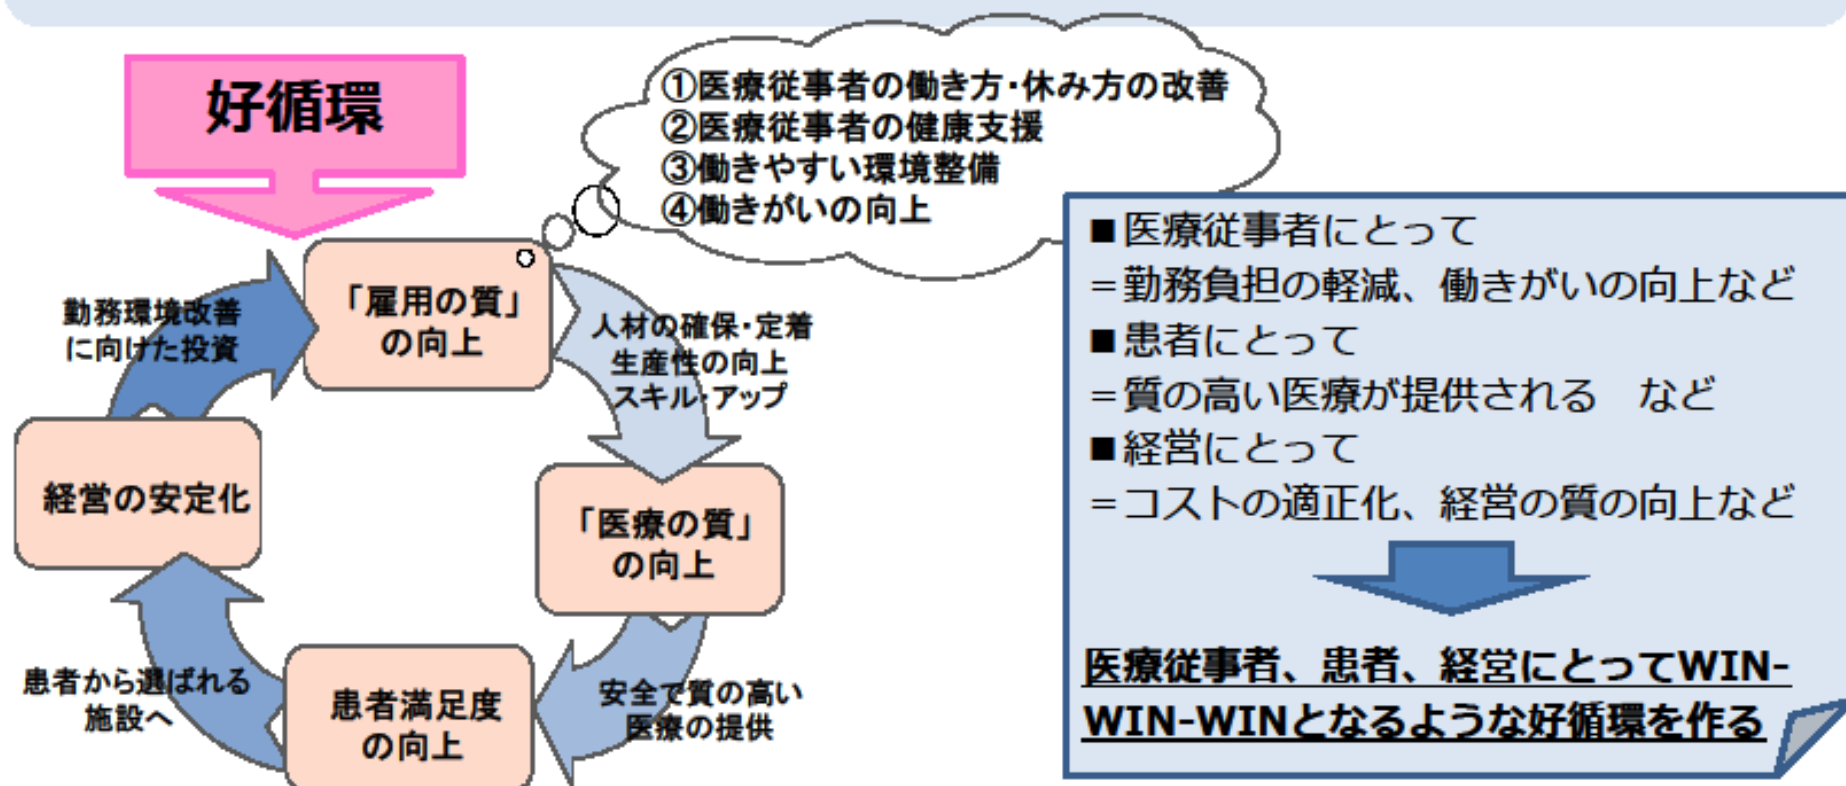 好循環
①医療従事者の働き方・休み方の改善
②医療従事者の健康支援
③働きやすい環境整備
④働きがいの向上
「雇用の質」
の向上
人材の確保・定着
生産性の向上
スキル・アップ
「医療の質」
の向上
安全で質の高い
医療の提供
患者満足度
の向上
患者から選ばれる
施設へ
経営の安定化
勤務環境改善
に向けた投資
■医療従事者にとって
＝勤務負担の軽減、働きがいの向上など
■患者にとって
＝質の高い医療が提供される　など
■経営にとって
＝コストの適正化、経営の質の向上など
医療従事者、患者、経営にとってWIN-
WIN-WINとなるような好循環を作る